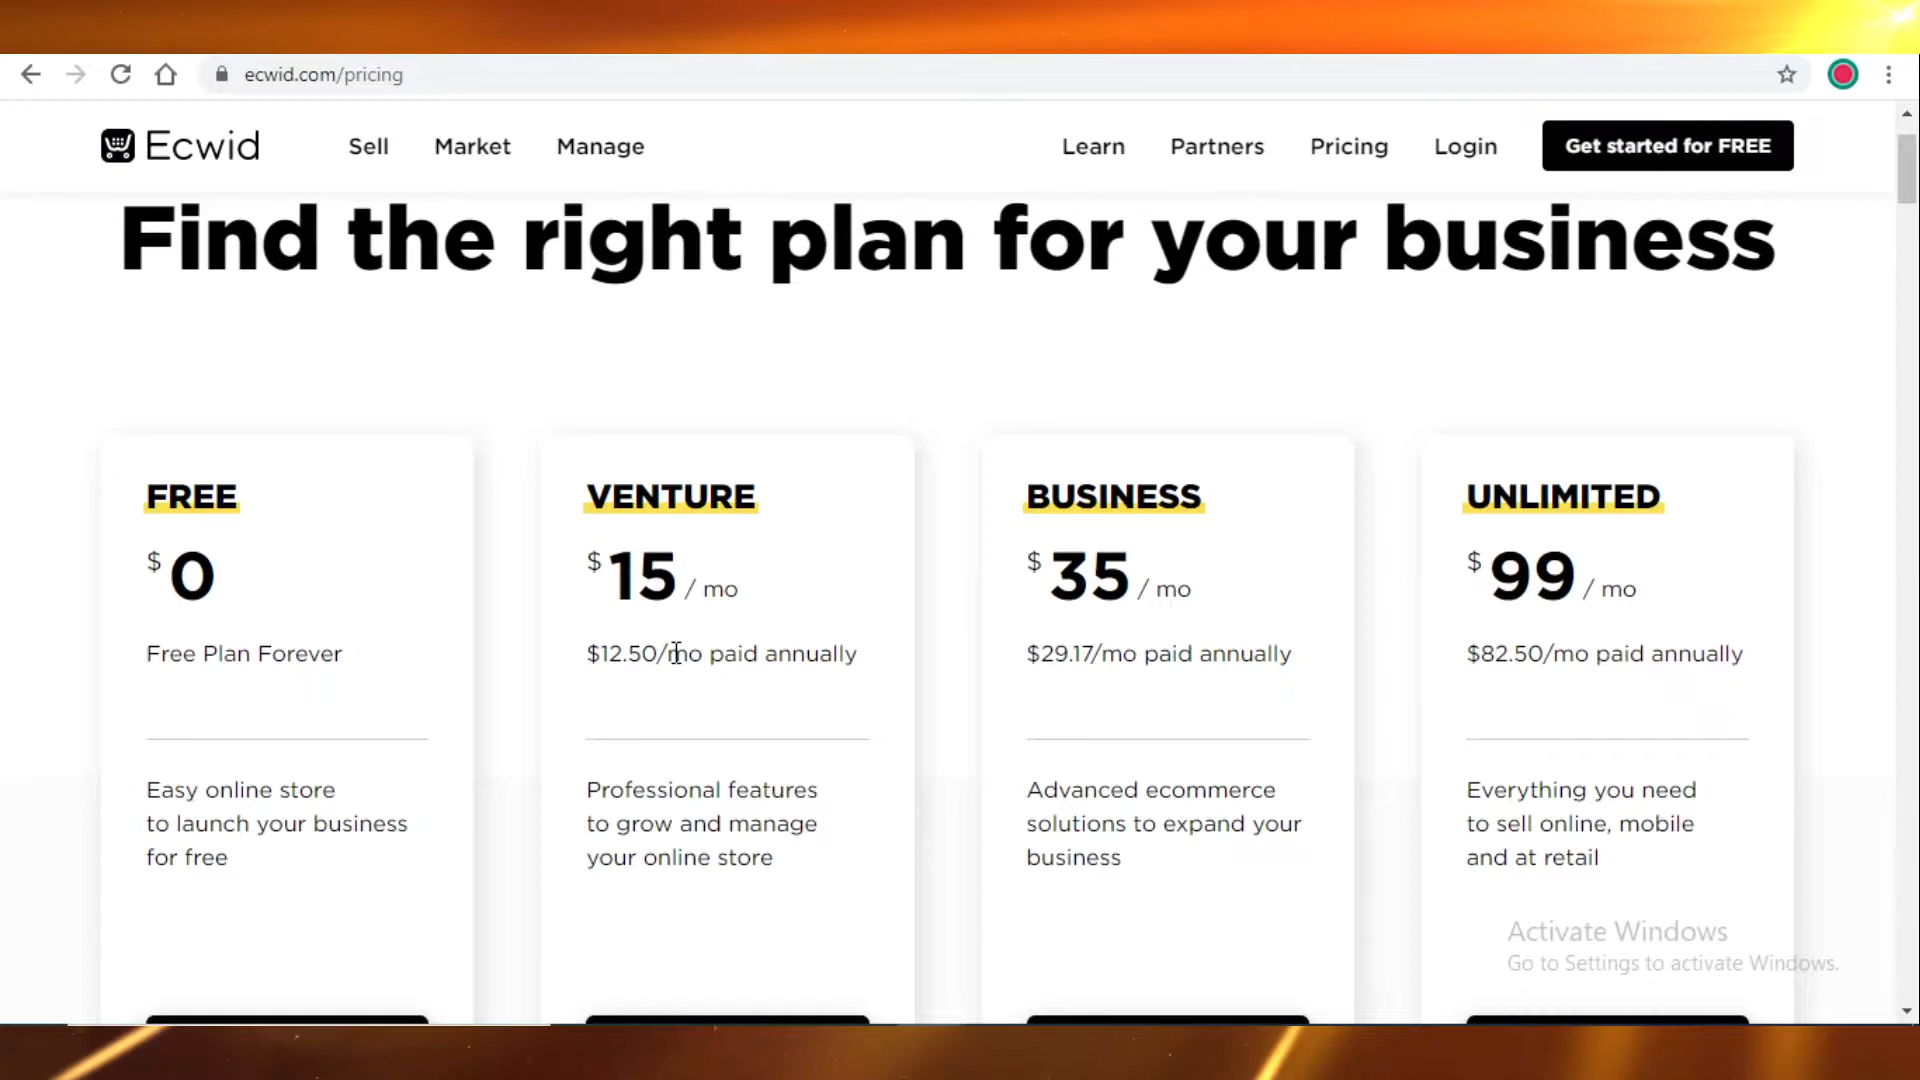 ecwid.com/pricing
Ecwid
Sell Market Manage Learn Partners Pricing Login Get started for FREE
Find the right plan for your business
FREE
$0
Free Plan Forever
Easy online store
to launch your business
for free
VENTURE
$15 / mo
$12.50/mo paid annually
Professional features
to grow and manage
your online store
BUSINESS
$35 / mo
$29.17/mo paid annually
Advanced ecommerce
solutions to expand your
business
UNLIMITED
$99 / mo
$82.50/mo paid annually
Everything you need
to sell online, mobile
and at retail
Activate Windows
Go to Settings to activate Windows.